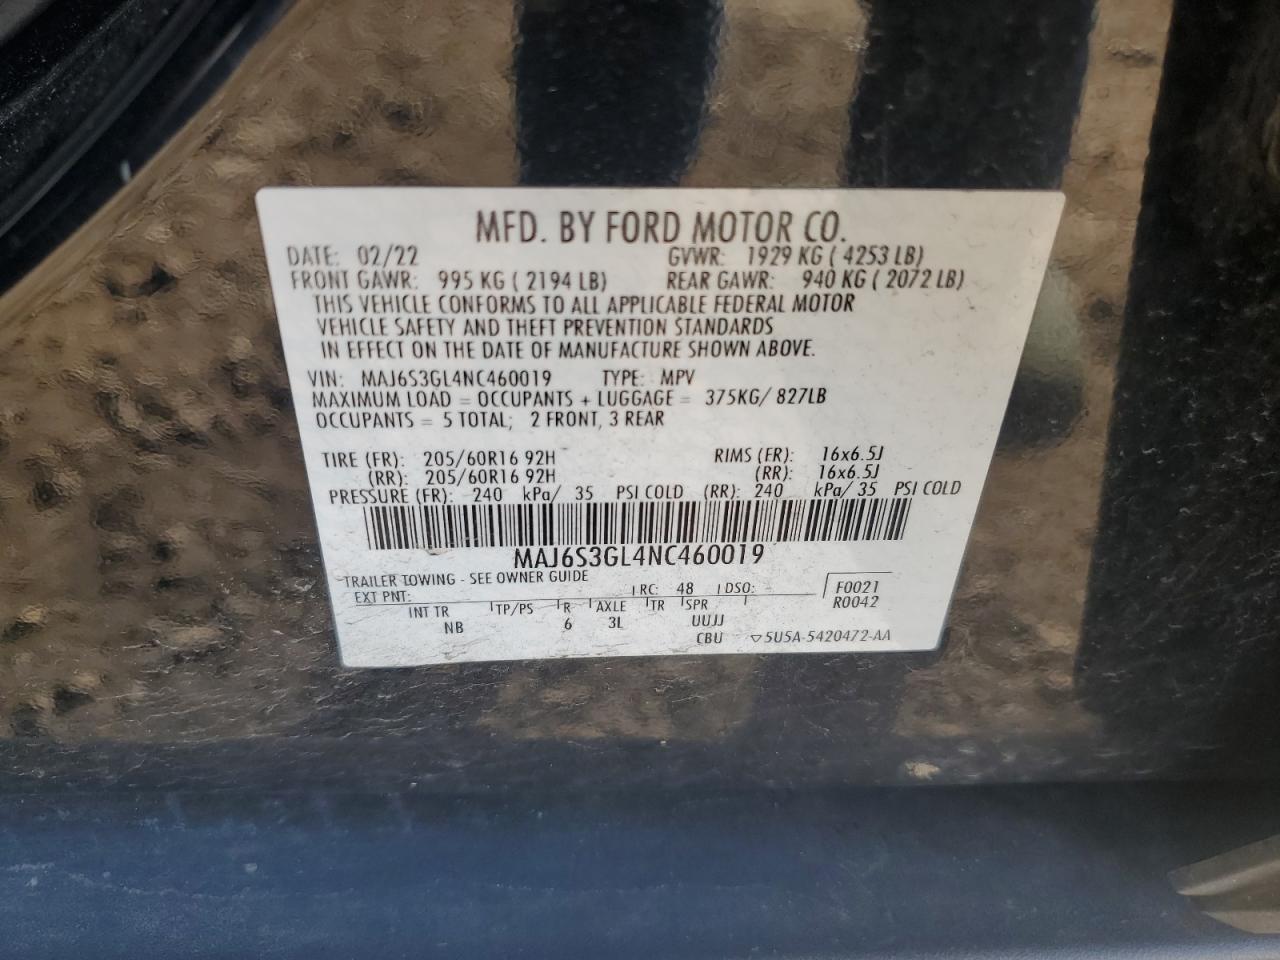 MFD. BY FORD MOTOR CO.
DATE: 02/22 GVWR: 1929 KG ( 4253 LB)
FRONT GAWR: 995 KG ( 2194 LB) REAR GAWR: 940 KG ( 2072 LB)
THIS VEHICLE CONFORMS TO ALL APPLICABLE FEDERAL MOTOR
VEHICLE SAFETY AND THEFT PREVENTION STANDARDS
IN EFFECT ON THE DATE OF MANUFACTURE SHOWN ABOVE.
VIN: MAJ6S3GL4NC460019 TYPE: MPV
MAXIMUM LOAD = OCCUPANTS + LUGGAGE = 375KG/ 827LB
OCCUPANTS = 5 TOTAL; 2 FRONT, 3 REAR
TIRE (FR): 205/60R16 92H RIMS (FR): 16x6.5J
(RR): 205/60R16 92H (RR): 16x6.5J
PRESSURE (FR): 240 kPa/ 35 PSI COLD (RR): 240 kPa/ 35 PSI COLD
MAJ6S3GL4NC460019
TRAILER TOWING - SEE OWNER GUIDE
EXT PNT: RC: 48 DSO: F0021
R0042
INT TR TP/PS R AXLE TR SPR
NB 6 3L UUJJ
CBU ▽5U5A-5420472-AA